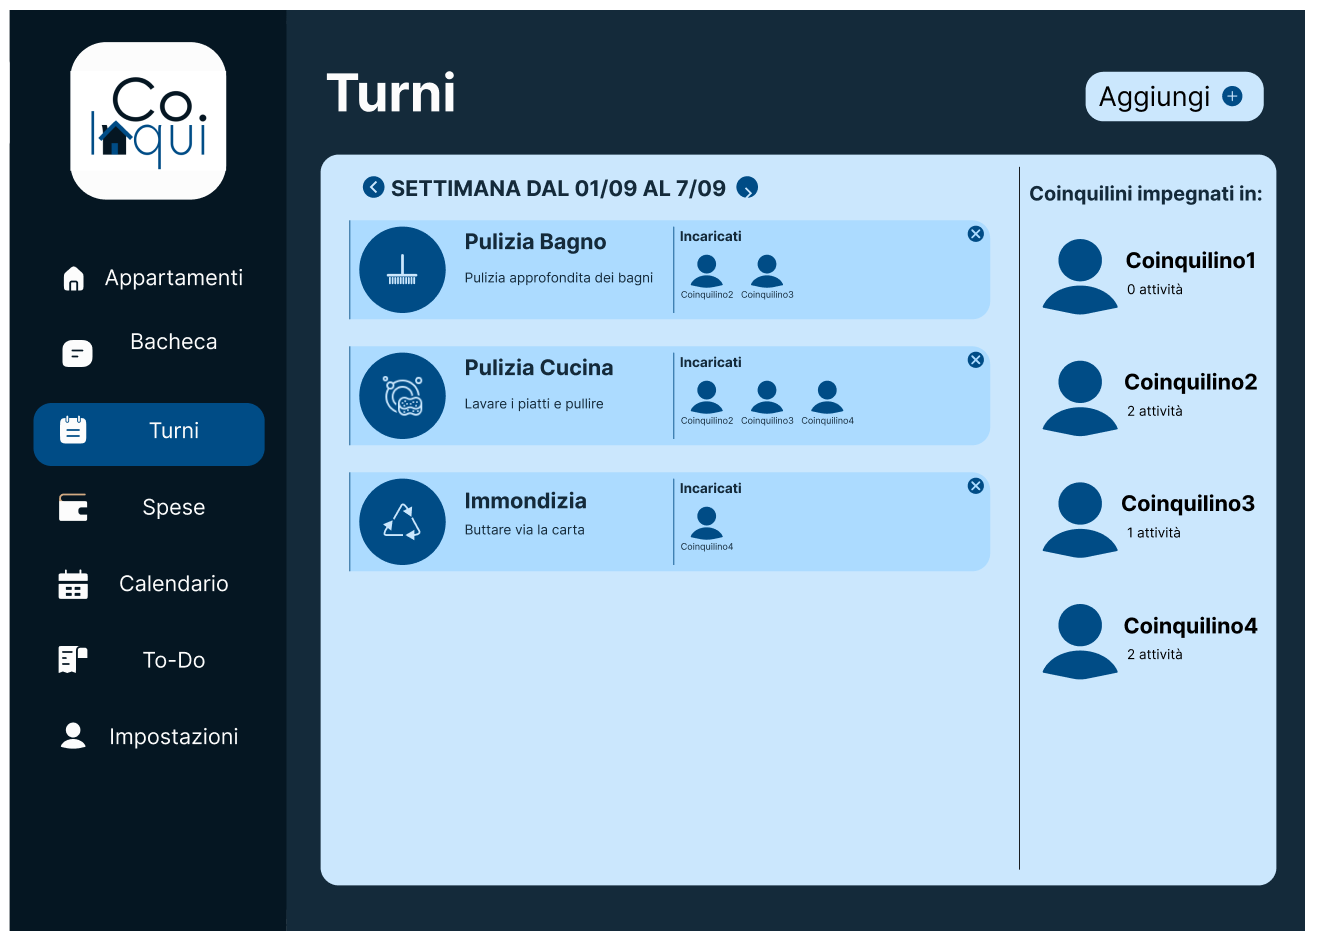 Co.
Inqui
Appartamenti
Bacheca
Turni
Spese
Calendario
To-Do
Impostazioni
Turni
Aggiungi
SETTIMANA DAL 01/09 AL 7/09
Pulizia Bagno
Pulizia approfondita dei bagni
Incaricati
Coinquilino2 Coinquilino3
Pulizia Cucina
Lavare i piatti e pullire
Incaricati
Coinquilino2 Coinquilino3 Coinquilino4
Immondizia
Buttare via la carta
Incaricati
Coinquilino4
Coinquilini impegnati in:
Coinquilino1
0 attività
Coinquilino2
2 attività
Coinquilino3
1 attività
Coinquilino4
2 attività